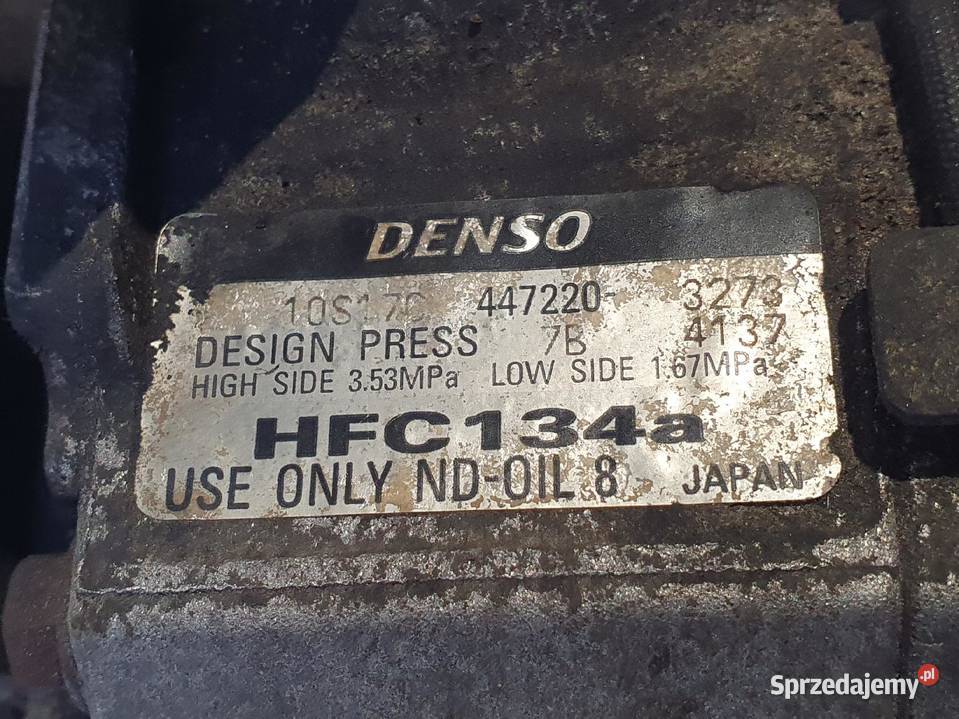 DENSO
10S17C 447220- 3273
DESIGN PRESS 7B 4137
HIGH SIDE 3.53MPa LOW SIDE 1.67MPa
HFC134a
USE ONLY ND-OIL 8 JAPAN
Sprzedajemy.pl